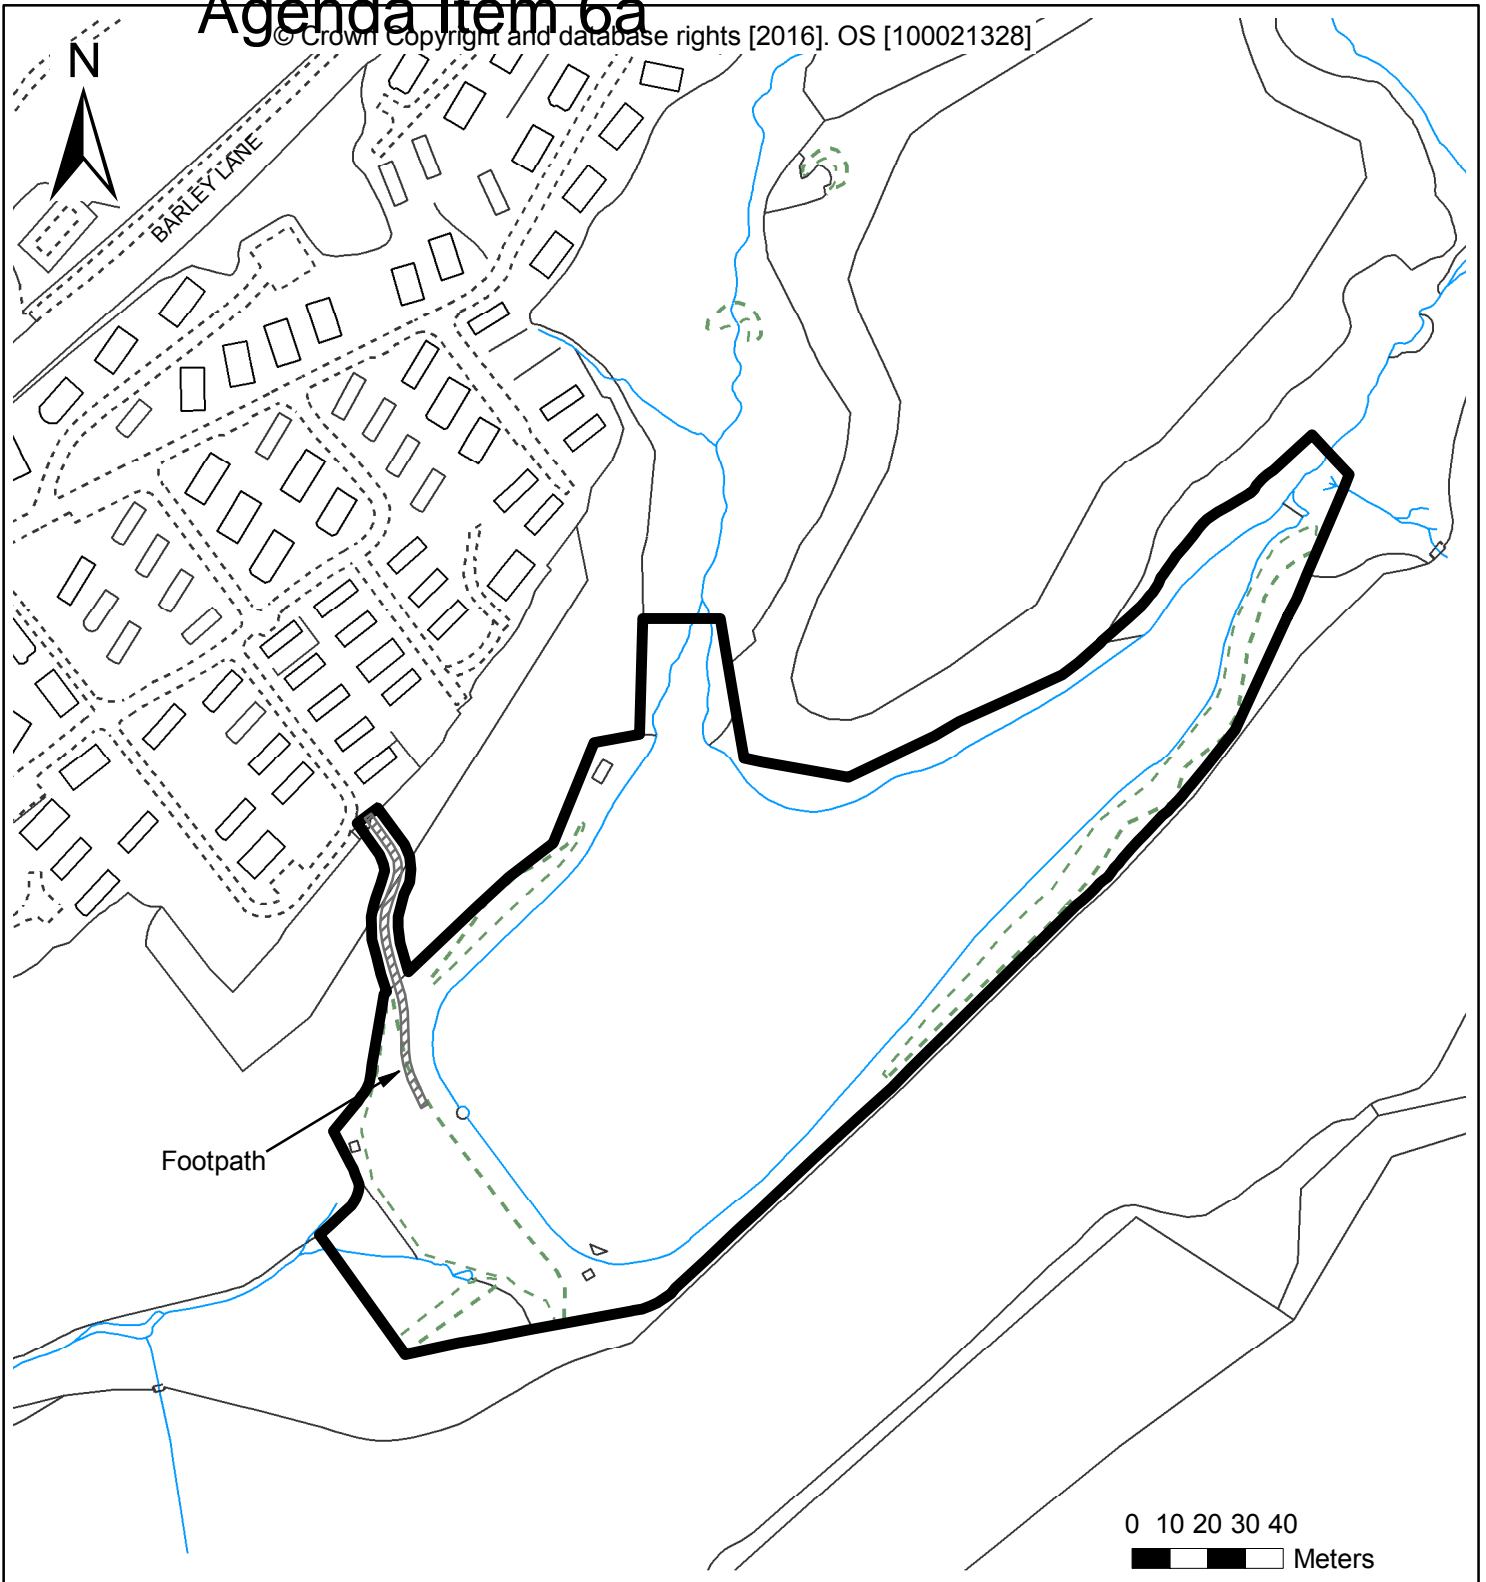 Agenda Item 6a
© Crown Copyright and database rights [2016]. OS [100021328]
N
BARLEY LANE
Footpath
0 10 20 30 40
Meters